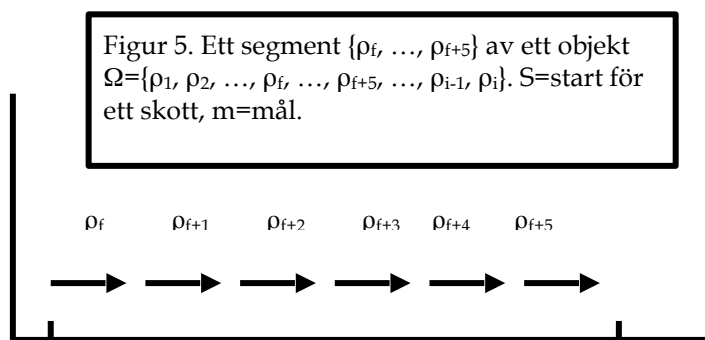 Figur 5. Ett segment {ρf, …, ρf+5} av ett objekt
Ω={ρ1, ρ2, …, ρf, …, ρf+5, …, ρi-1, ρi}. S=start för
ett skott, m=mål.
ρf ρf+1 ρf+2 ρf+3 ρf+4 ρf+5